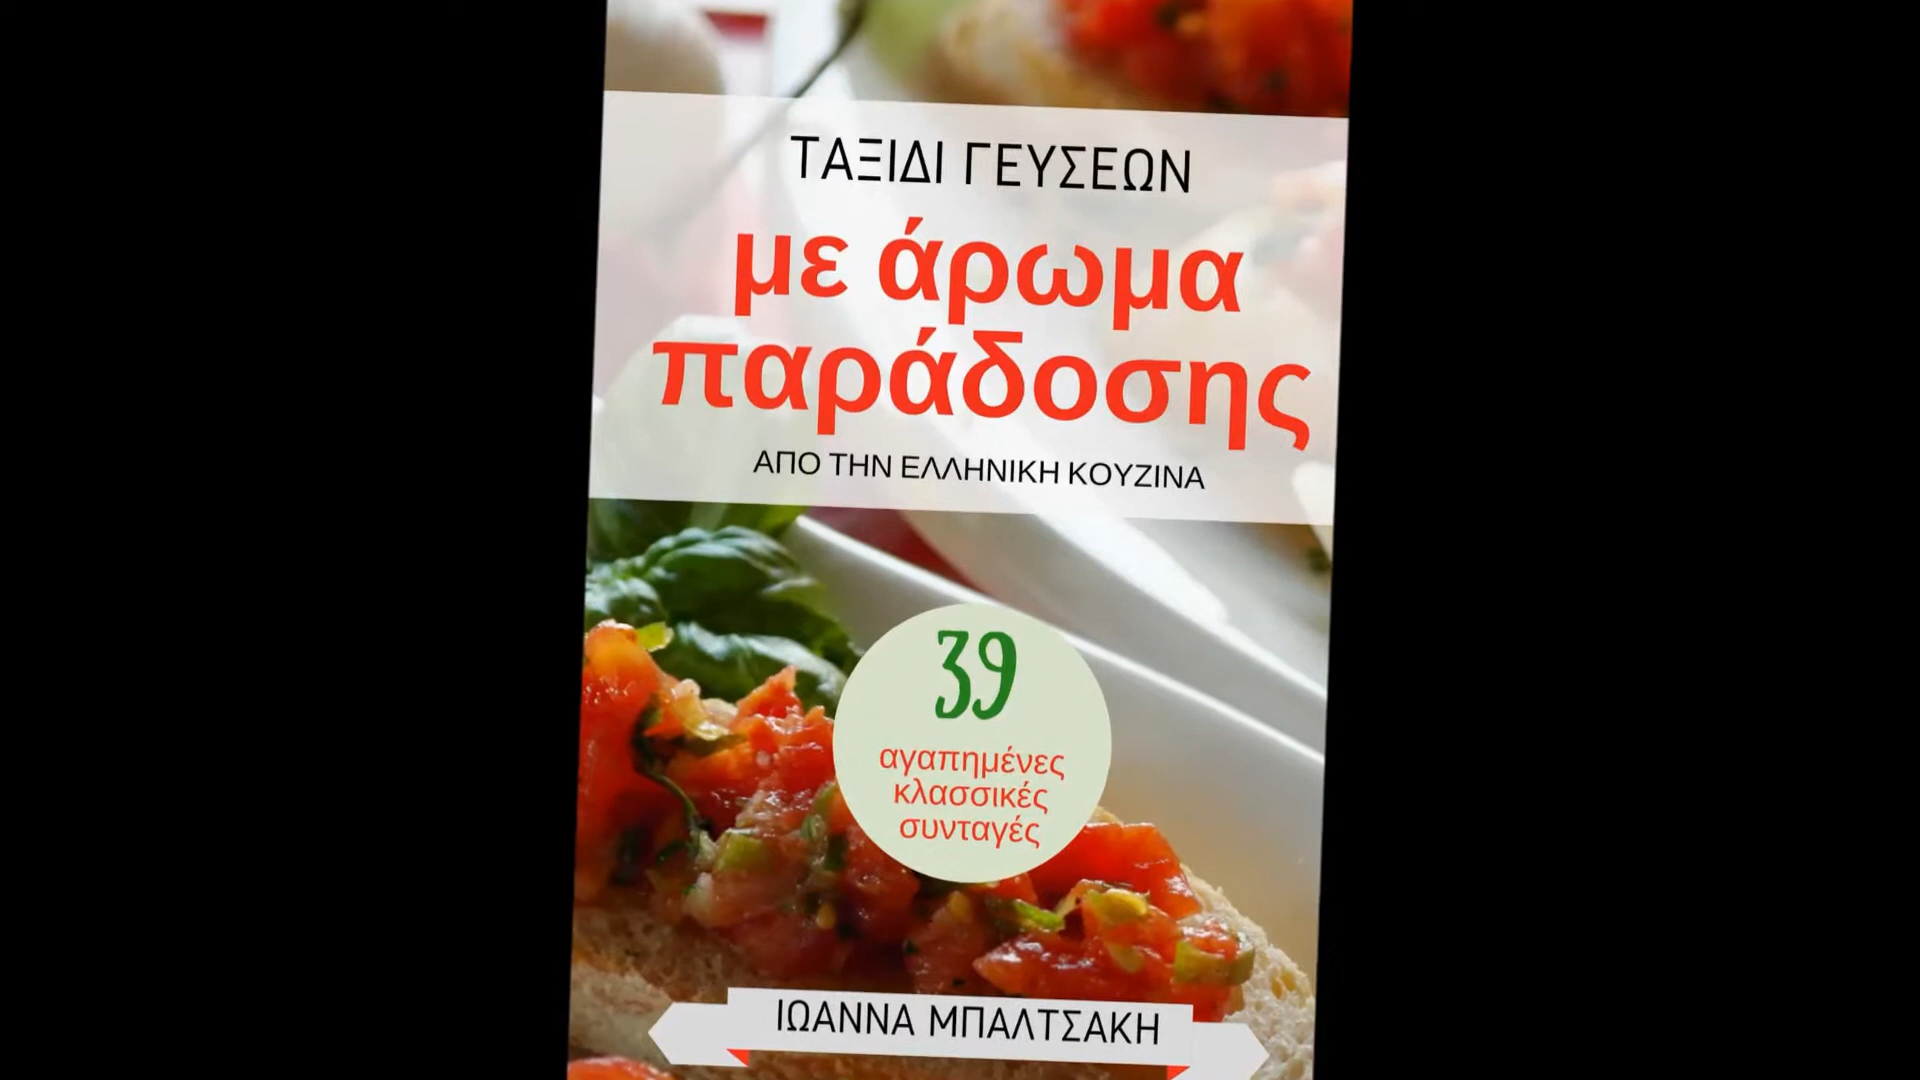 ΤΑΞΙΔΙ ΓΕΥΣΕΩΝ
με άρωμα
παράδοσης
ΑΠΟ ΤΗΝ ΕΛΛΗΝΙΚΗ ΚΟΥΖΙΝΑ
39
αγαπημένες
κλασσικές
συνταγές
ΙΩΑΝΝΑ ΜΠΑΛΤΣΑΚΗ